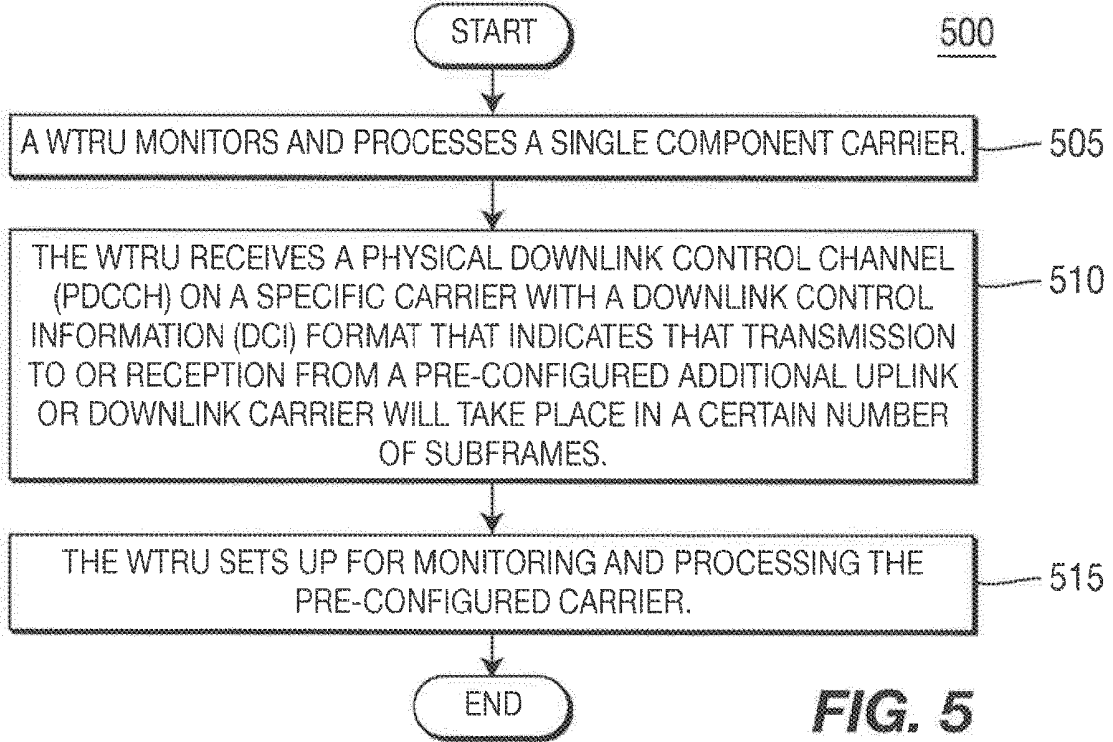 START
500
A WTRU MONITORS AND PROCESSES A SINGLE COMPONENT CARRIER.
505
THE WTRU RECEIVES A PHYSICAL DOWNLINK CONTROL CHANNEL
(PDCCH) ON A SPECIFIC CARRIER WITH A DOWNLINK CONTROL
INFORMATION (DCI) FORMAT THAT INDICATES THAT TRANSMISSION
TO OR RECEPTION FROM A PRE-CONFIGURED ADDITIONAL UPLINK
OR DOWNLINK CARRIER WILL TAKE PLACE IN A CERTAIN NUMBER
OF SUBFRAMES.
510
THE WTRU SETS UP FOR MONITORING AND PROCESSING THE
PRE-CONFIGURED CARRIER.
515
END
FIG. 5